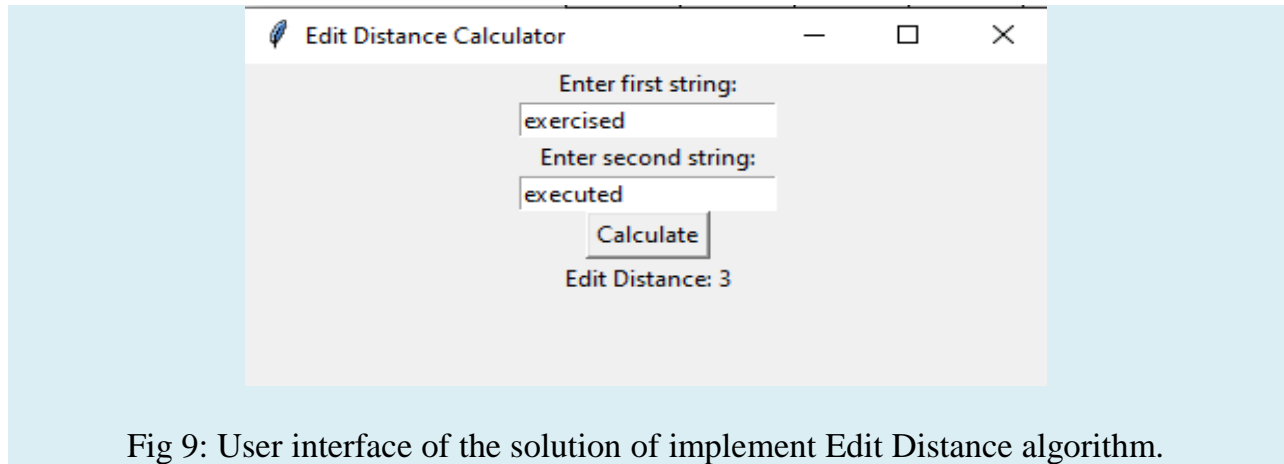 Edit Distance Calculator
Enter first string:
exercised
Enter second string:
executed
Calculate
Edit Distance: 3
Fig 9: User interface of the solution of implement Edit Distance algorithm.